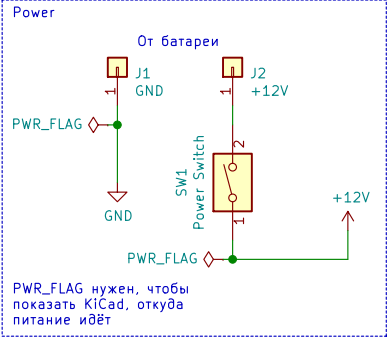 Power
От батареи
J1
GND
1
J2
+12V
1
PWR_FLAG
2
SW1
Power Switch
1
GND
+12V
PWR_FLAG
PWR_FLAG нужен, чтобы
показать KiCad, откуда
питание идёт